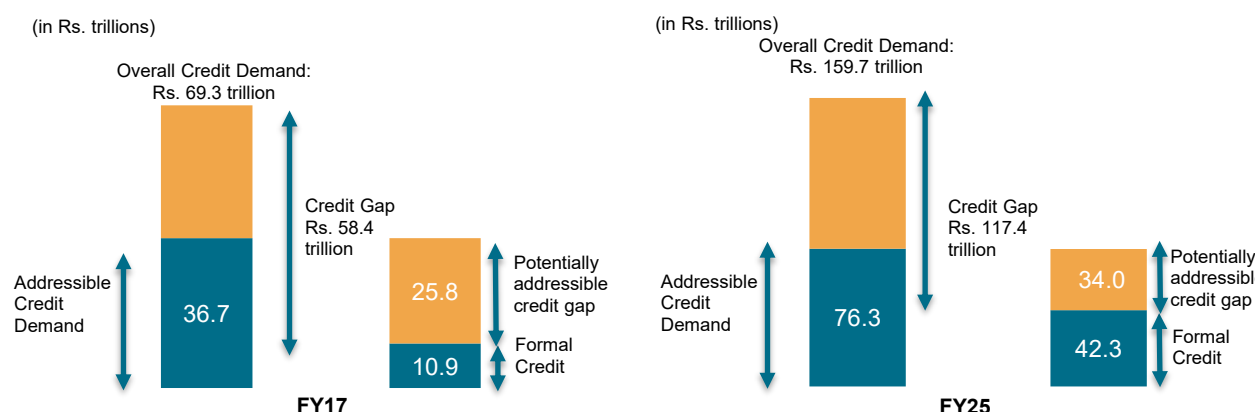 (in Rs. trillions)
Overall Credit Demand:
Rs. 69.3 trillion
Credit Gap
Rs. 58.4
trillion
Addressible
Credit
Demand
36.7
25.8
10.9
Potentially
addressible
credit gap
Formal
Credit
FY17
(in Rs. trillions)
Overall Credit Demand:
Rs. 159.7 trillion
Credit Gap
Rs. 117.4
trillion
Addressible
Credit
Demand
76.3
34.0
42.3
Potentially
addressible
credit gap
Formal
Credit
FY25